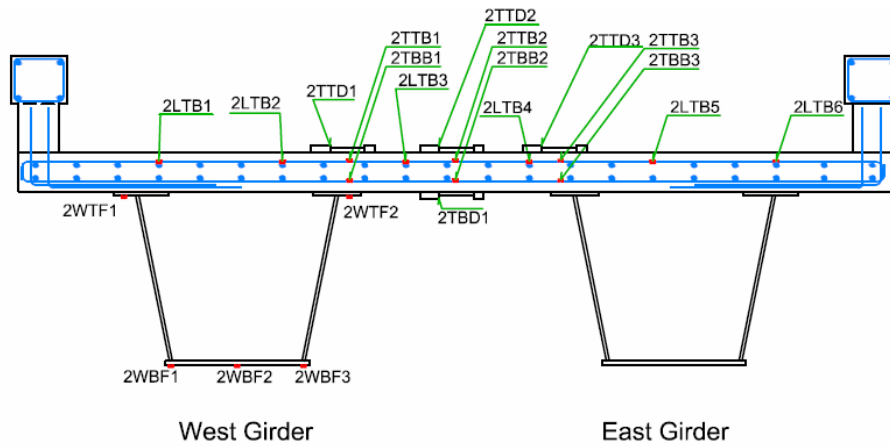 2TTD2
2TTB1
2TTB2
2TTD3
2TTB3
2TBB1
2TBB2
2TBB3
2LTB3
2TTD1
2LTB1
2LTB2
2LTB4
2LTB5
2LTB6
2WTF1
2WTF2
2TBD1
2WBF1
2WBF2
2WBF3
West Girder
East Girder